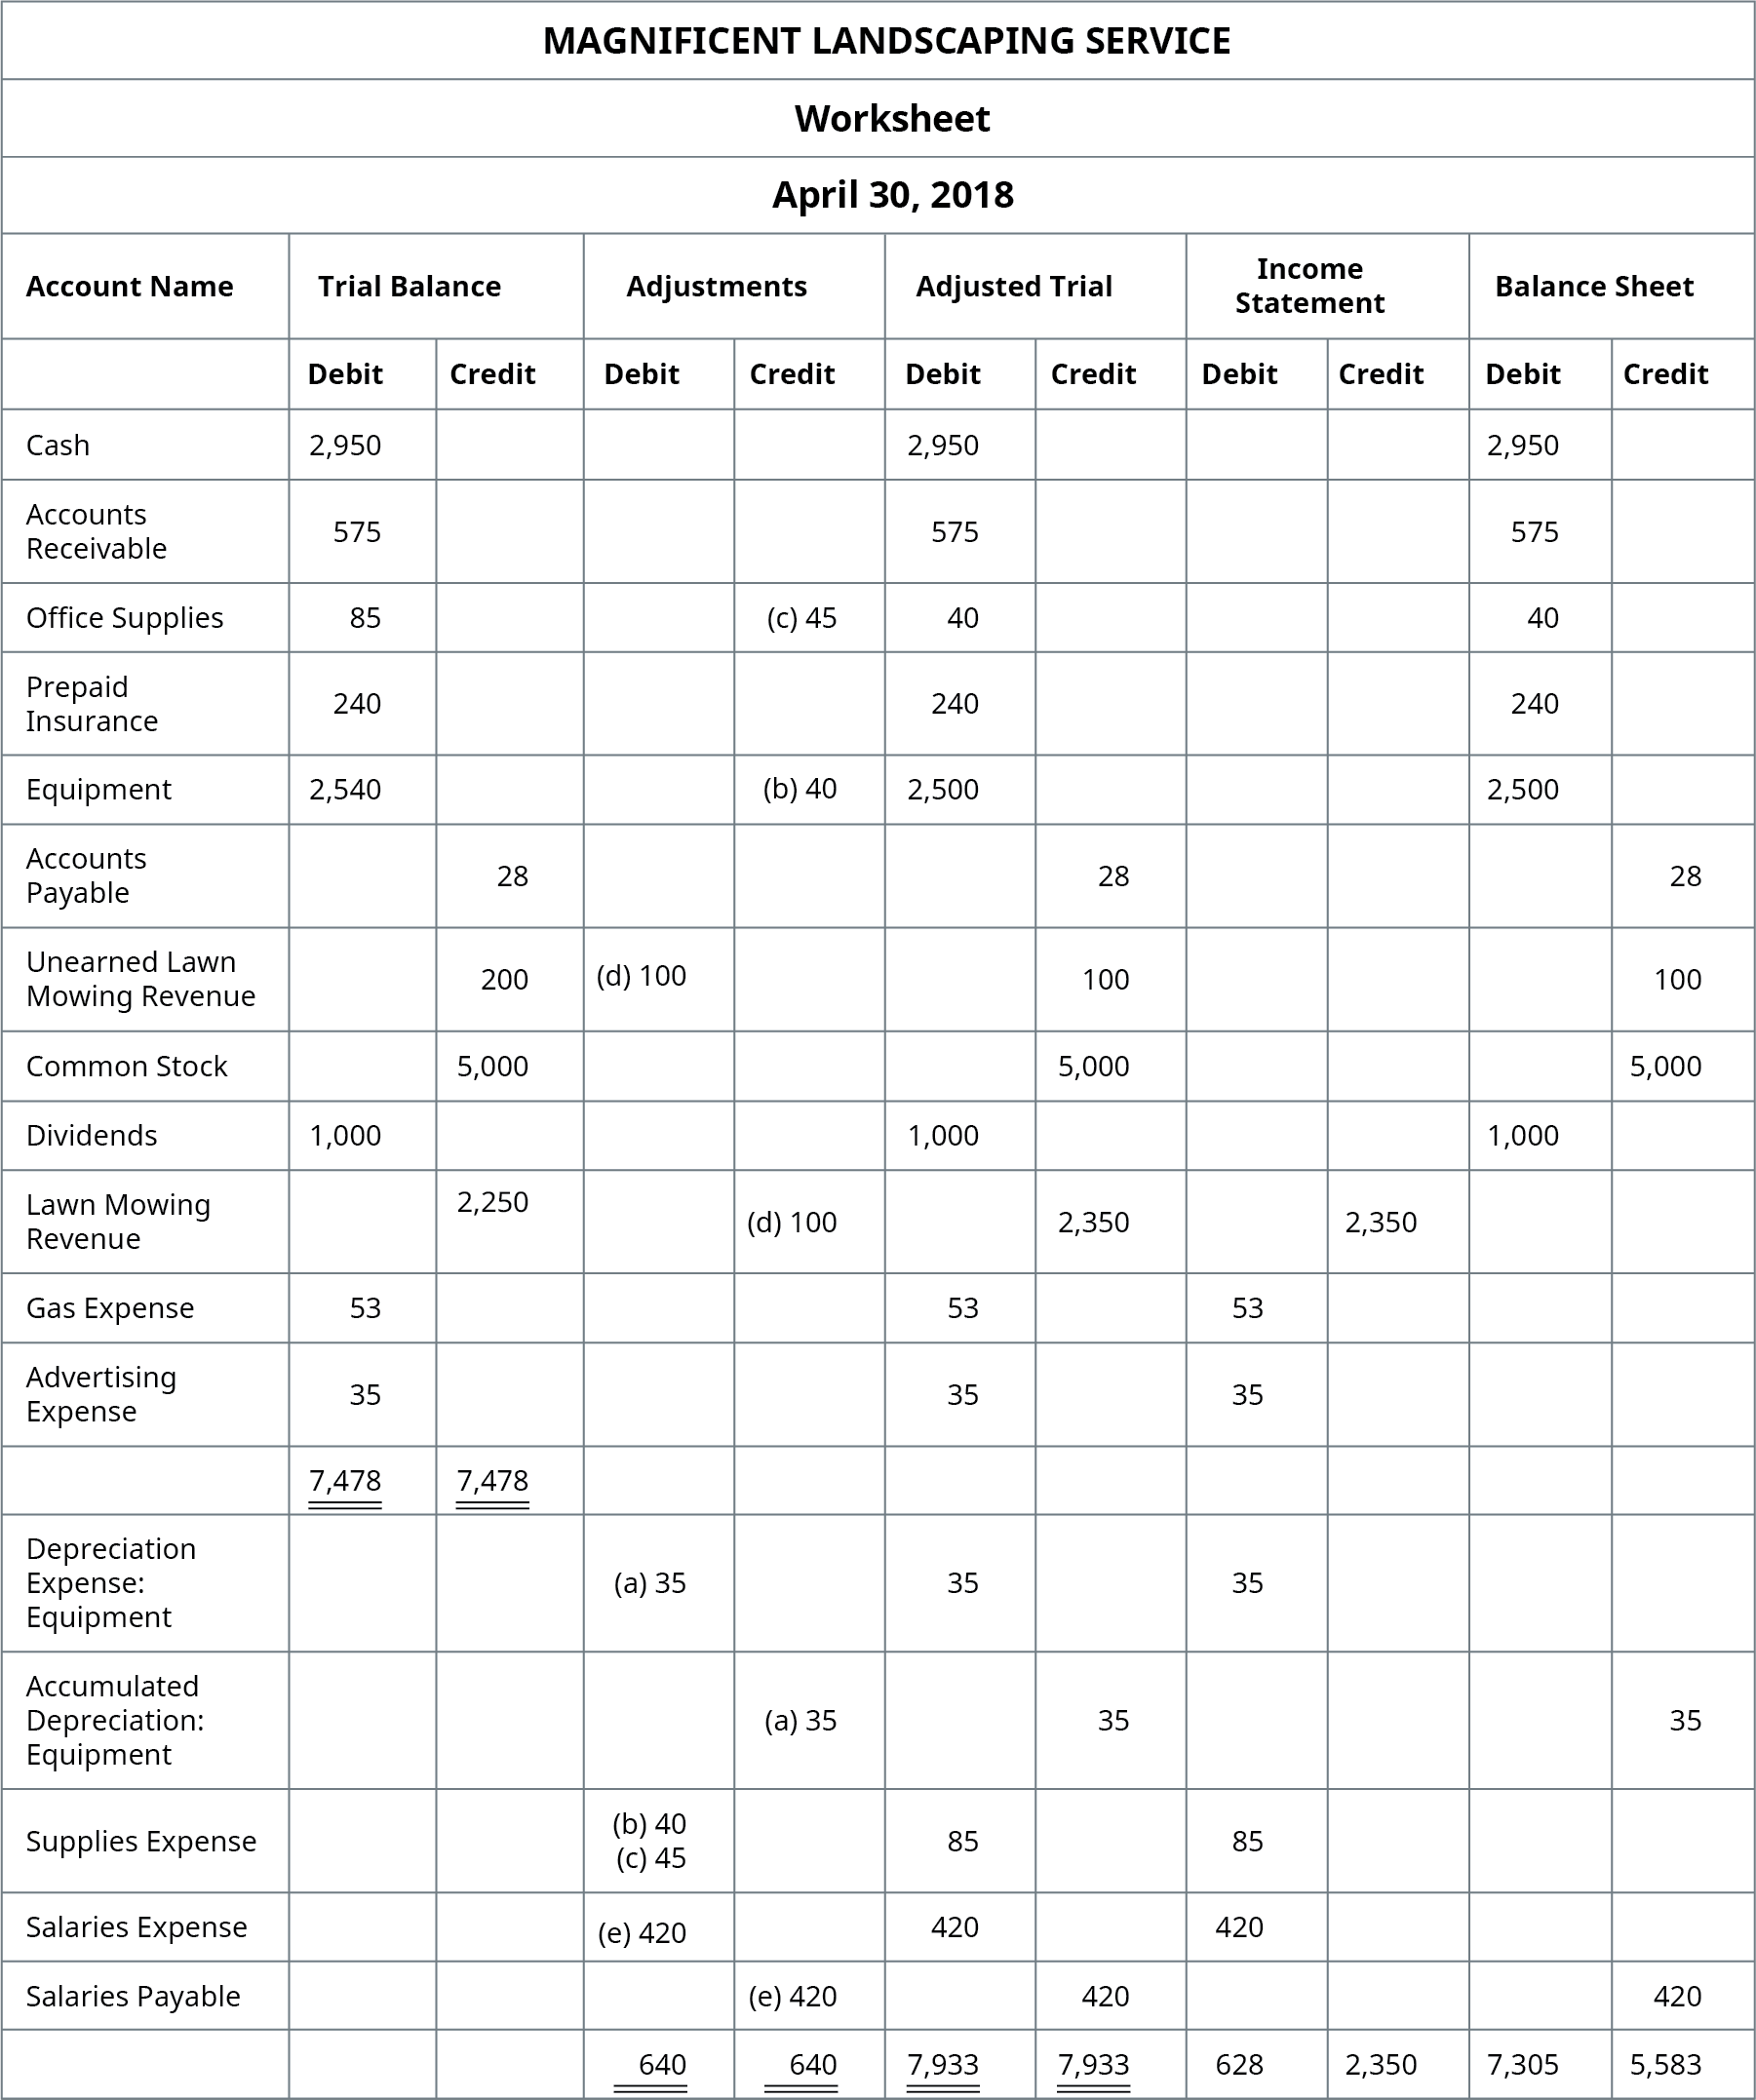 MAGNIFICENT LANDSCAPING SERVICE
Worksheet
April 30, 2018
Account Name Trial Balance Adjustments Adjusted Trial Income Statement Balance Sheet
Debit Credit Debit Credit Debit Credit Debit Credit Debit Credit
Cash 2,950 2,950 2,950
Accounts
Receivable 575 575 575
Office Supplies 85 (c) 45 40 40
Prepaid
Insurance 240 240 240
Equipment 2,540 (b) 40 2,500 2,500
Accounts
Payable 28 28 28
Unearned Lawn
Mowing Revenue 200 (d) 100 100 100
Common Stock 5,000 5,000 5,000
Dividends 1,000 1,000 1,000
Lawn Mowing
Revenue 2,250 (d) 100 2,350 2,350
Gas Expense 53 53 53
Advertising
Expense 35 35 35
7,478 7,478
Depreciation
Expense:
Equipment (a) 35 35 35
Accumulated
Depreciation:
Equipment (a) 35 35 35
Supplies Expense (b) 40
(c) 45 85 85
Salaries Expense (e) 420 420 420
Salaries Payable (e) 420 420 420
640 640 7,933 7,933 628 2,350 7,305 5,583